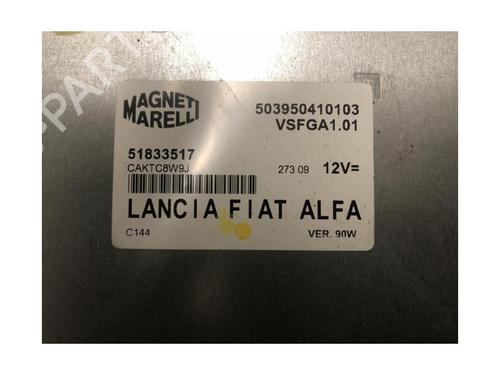 MAGNETI
MARELLI
503950410103
VSFGA1.01
51833517
CAKTC8W9J
273 09 12V=
LANCIA FIAT ALFA
C144
VER. 90W